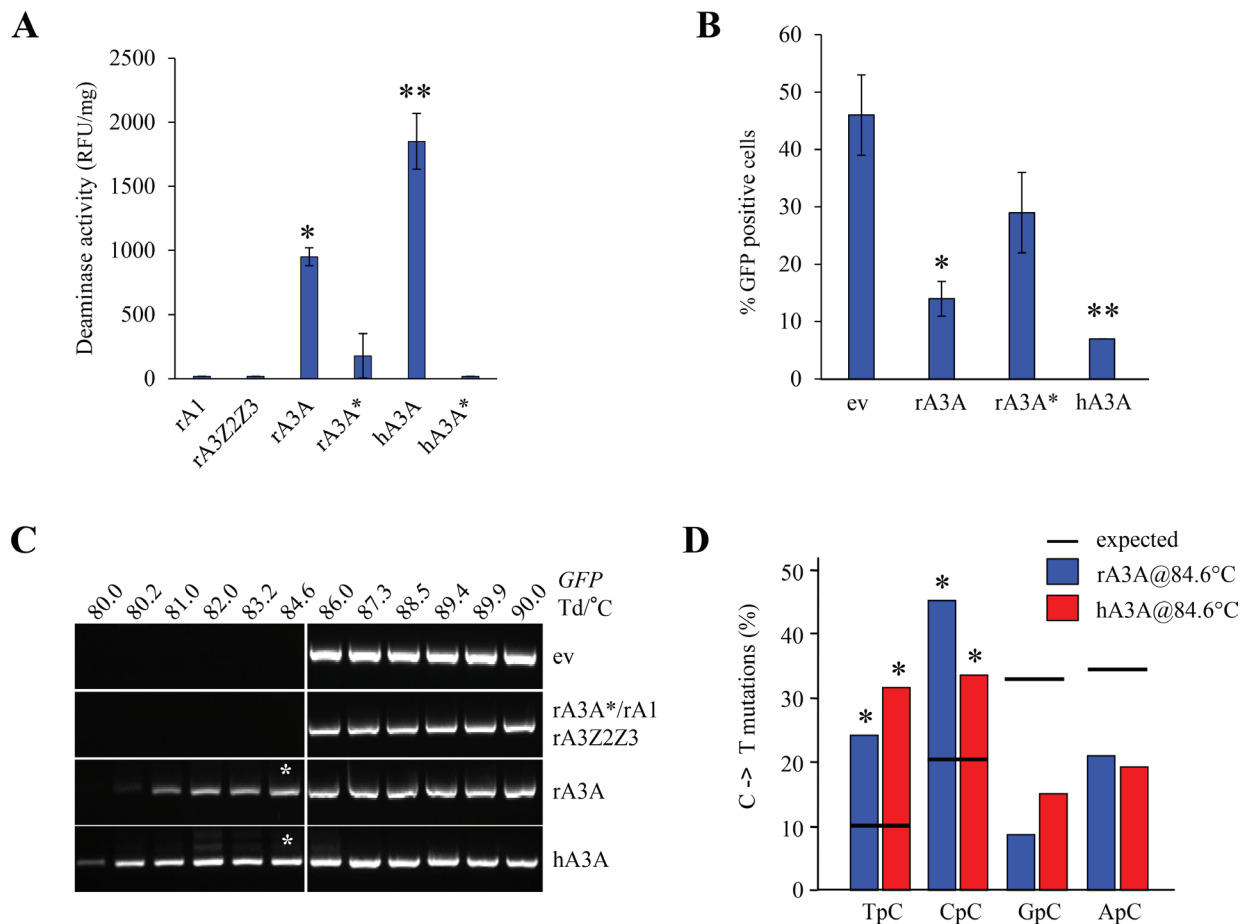 A
Deaminase activity (RFU/mg)
2500
2000
1500
1000
500
0
*
**
rA1
rA3Z2Z3
rA3A
rA3A*
hA3A
hA3A*
B
% GFP positive cells
60
50
40
30
20
10
0
*
**
ev
rA3A
rA3A*
hA3A
C
80.0 80.2 81.0 82.0 83.2 84.6 86.0 87.3 88.5 89.4 89.9 90.0
GFP
Td/°C
ev
rA3A*/rA1
rA3Z2Z3
*
rA3A
*
hA3A
D
expected
rA3A@84.6°C
hA3A@84.6°C
C -> T mutations (%)
50
40
30
20
10
0
* * * *
TpC
CpC
GpC
ApC